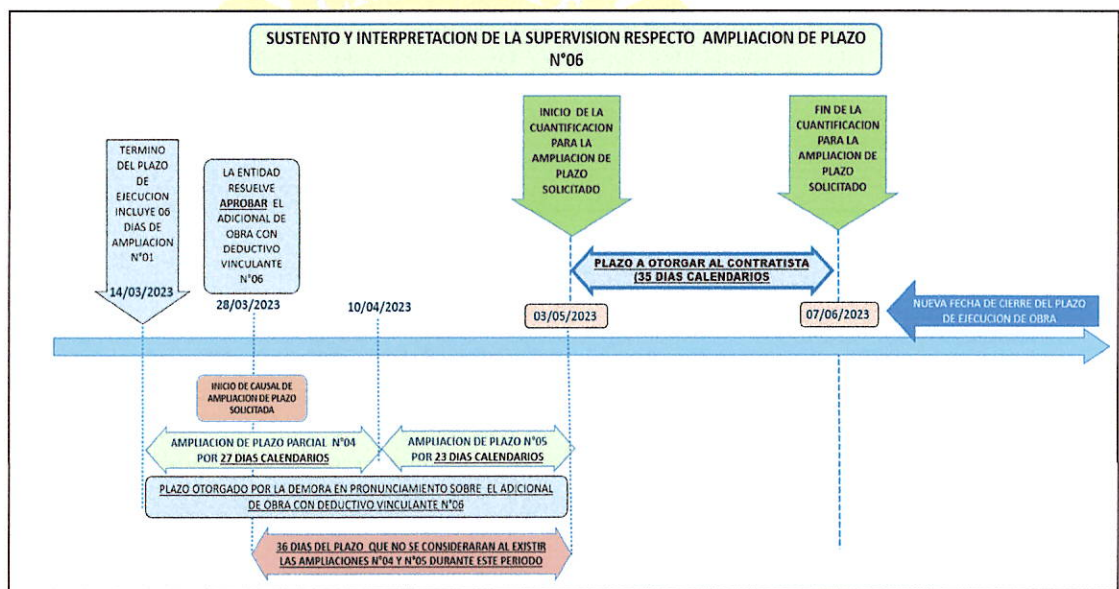 SUSTENTO Y INTERPRETACION DE LA SUPERVISION RESPECTO AMPLIACION DE PLAZO
N°06
TERMINO
DEL PLAZO
DE
EJECUCION
INCLUYE 06
DIAS DE
AMPLIACION
N°01
14/03/2023
LA ENTIDAD
RESUELVE
APROBAR EL
ADICIONAL DE
OBRA CON
DEDUCTIVO
VINCULANTE
N°06
28/03/2023
10/04/2023
INICIO DE LA
CUANTIFICACION
PARA LA
AMPLIACION DE
PLAZO
SOLICITADO
FIN DE LA
CUANTIFICACION
PARA LA
AMPLIACION DE
PLAZO
SOLICITADO
PLAZO A OTORGAR AL CONTRATISTA
(35 DIAS CALENDARIOS
03/05/2023
07/06/2023
NUEVA FECHA DE CIERRE DEL PLAZO
DE EJECUCION DE OBRA
INICIO DE CAUSAL DE
AMPLIACION DE PLAZO
SOLICITADA
AMPLIACION DE PLAZO PARCIAL N°04
POR 27 DIAS CALENDARIOS
AMPLIACION DE PLAZO N°05
POR 23 DIAS CALENDARIOS
PLAZO OTORGADO POR LA DEMORA EN PRONUNCIAMIENTO SOBRE EL ADICIONAL
DE OBRA CON DEDUCTIVO VINCULANTE N°06
36 DIAS DEL PLAZO QUE NO SE CONSIDERARAN AL EXISTIR
LAS AMPLIACIONES N°04 Y N°05 DURANTE ESTE PERIODO